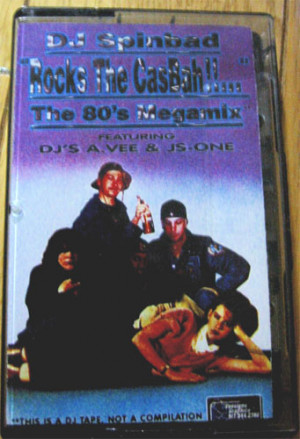 DJ Spinbad
"Rocks The CasBah!!...."
The 80's Megamix
FEATURING
DJ'S A.VEE & JS-ONE
"THIS IS A DJ TAPE, NOT A COMPILATION